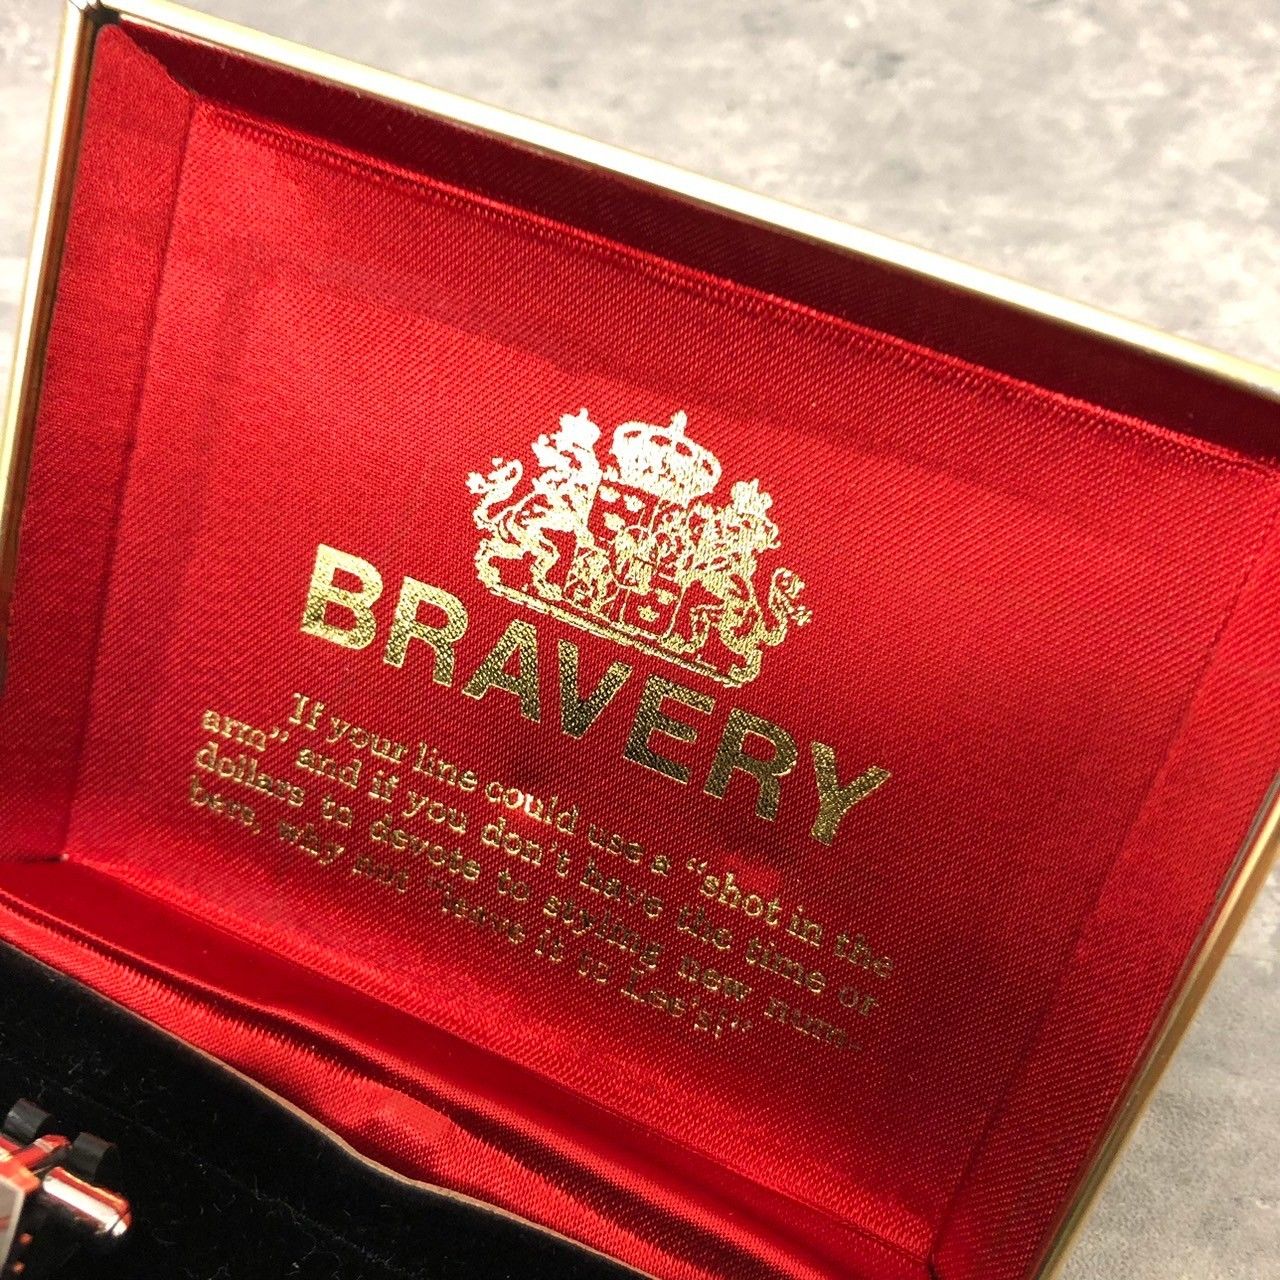 BRAVERY
If your line could use a "shot in the
arm" and if you don't have the time or
dollars to devote to styling new num-
bers, why not "leave it to Lee's!"